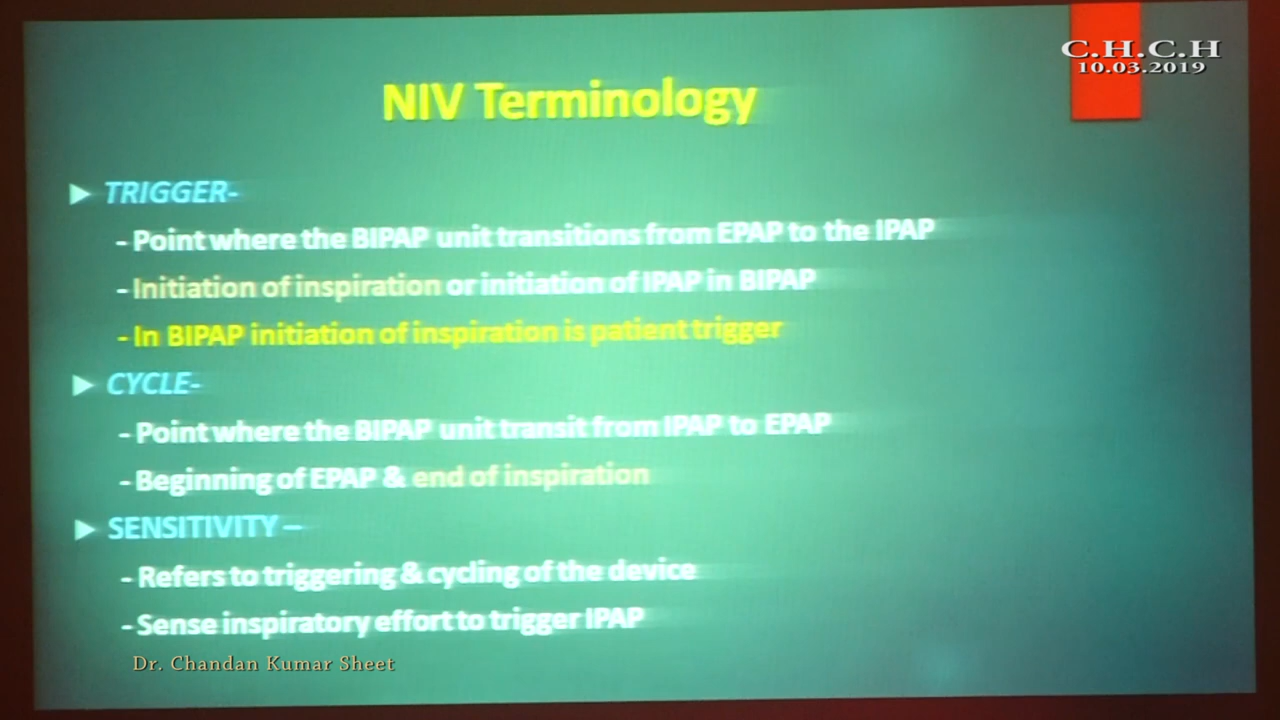 C.H.C.H
10.03.2019
NIV Terminology
TRIGGER-
- Point where the BIPAP unit transitions from EPAP to the IPAP
- Initiation of inspiration or initiation of IPAP in BIPAP
- In BIPAP initiation of inspiration is patient trigger
CYCLE-
- Point where the BIPAP unit transit from IPAP to EPAP
- Beginning of EPAP & end of inspiration
SENSITIVITY –
- Refers to triggering & cycling of the device
- Sense inspiratory effort to trigger IPAP
Dr. Chandan Kumar Sheet